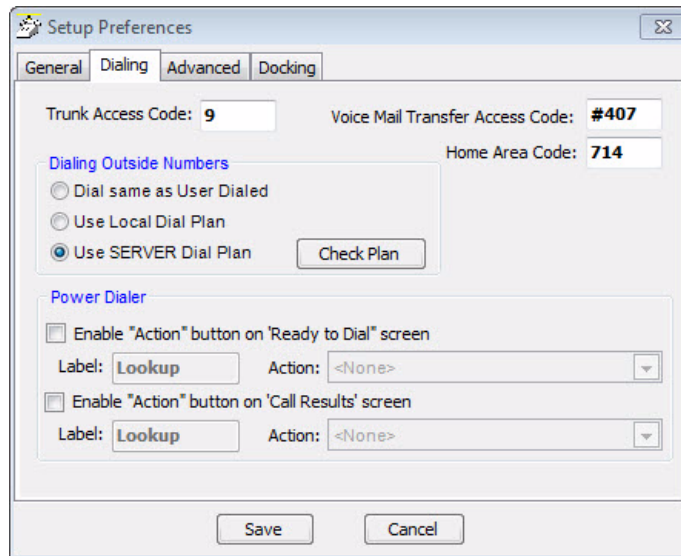 Setup Preferences
General Dialing Advanced Docking
Trunk Access Code: 9 Voice Mail Transfer Access Code: #407
Home Area Code: 714
Dialing Outside Numbers
Dial same as User Dialed
Use Local Dial Plan
Use SERVER Dial Plan Check Plan
Power Dialer
Enable "Action" button on 'Ready to Dial" screen
Label: Lookup Action: <None>
Enable "Action" button on 'Call Results' screen
Label: Lookup Action: <None>
Save Cancel